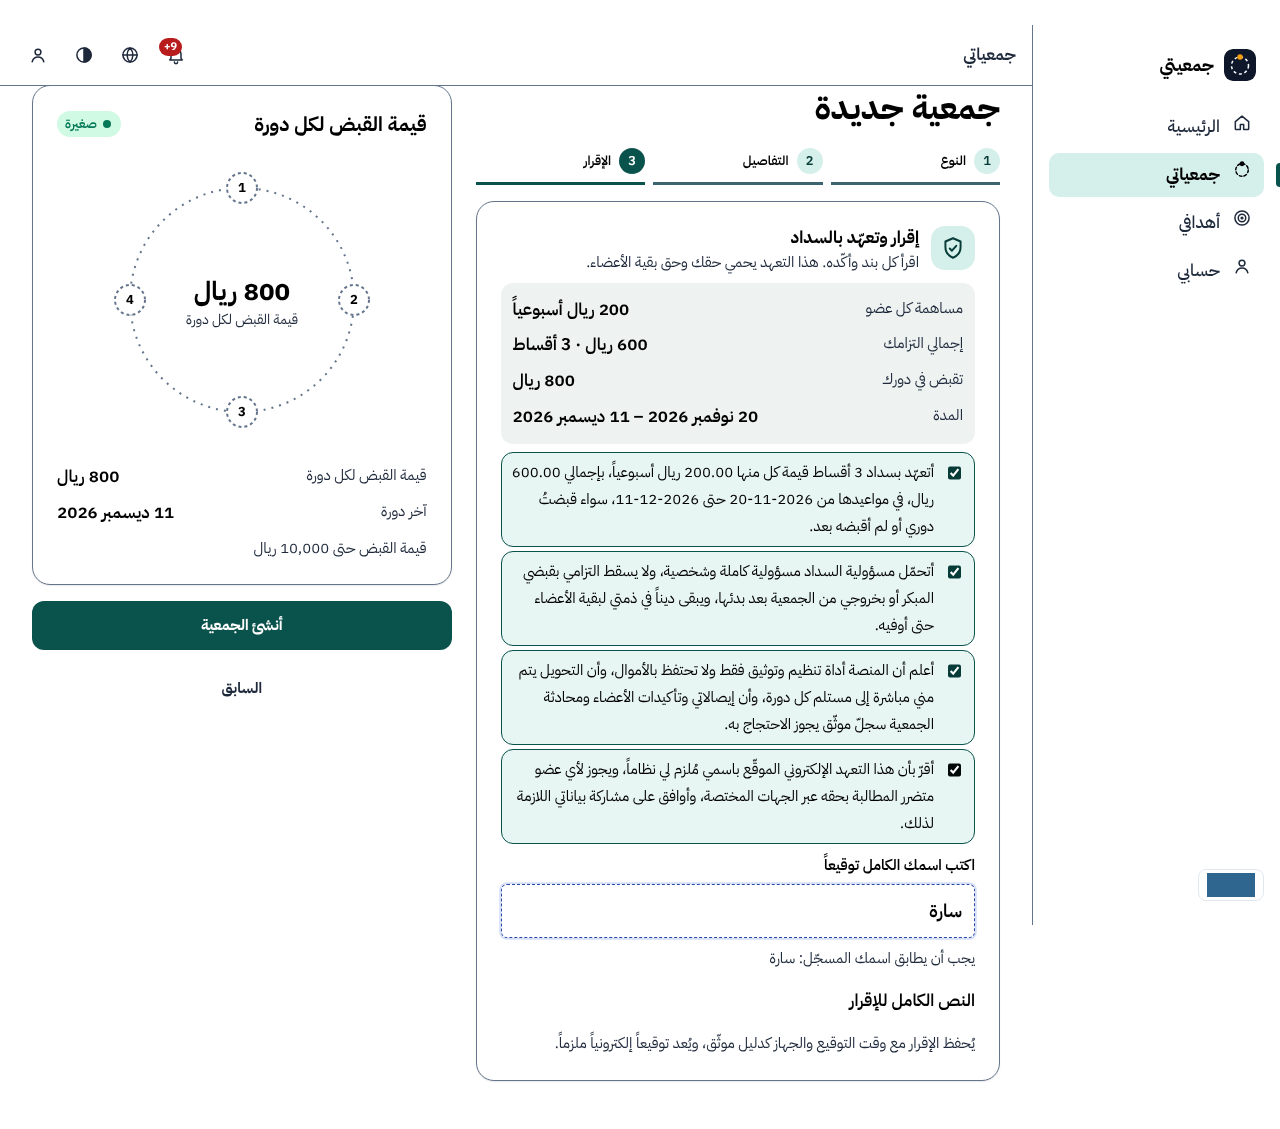 جمعيتي
الرئيسية
جمعياتي
أهدافي
حسابي
جمعياتي
+9
جمعية جديدة
1 النوع
2 التفاصيل
3 الإقرار
إقرار وتعهّد بالسداد
اقرأ كل بند وأكّده. هذا التعهد يحمي حقك وحق بقية الأعضاء.
مساهمة كل عضو 200 ريال أسبوعياً
إجمالي التزامك 600 ريال · 3 أقساط
تقبض في دورك 800 ريال
المدة 20 نوفمبر 2026 – 11 ديسمبر 2026
أتعهّد بسداد 3 أقساط قيمة كل منها 200.00 ريال أسبوعياً، بإجمالي 600.00
ريال، في مواعيدها من 2026-11-20 حتى 2026-12-11، سواء قبضتُ
دوري أو لم أقبضه بعد.
أتحمّل مسؤولية السداد مسؤولية كاملة وشخصية، ولا يسقط التزامي بقبضي
المبكر أو بخروجي من الجمعية بعد بدئها، ويبقى ديناً في ذمتي لبقية الأعضاء
حتى أوفيه.
أعلم أن المنصة أداة تنظيم وتوثيق فقط ولا تحتفظ بالأموال، وأن التحويل يتم
مني مباشرة إلى مستلم كل دورة، وأن إيصالاتي وتأكيدات الأعضاء ومحادثة
الجمعية سجلّ موثّق يجوز الاحتجاج به.
أقرّ بأن هذا التعهد الإلكتروني الموقّع باسمي مُلزم لي نظاماً، ويجوز لأي عضو
متضرر المطالبة بحقه عبر الجهات المختصة، وأوافق على مشاركة بياناتي اللازمة
لذلك.
اكتب اسمك الكامل توقيعاً
سارة
يجب أن يطابق اسمك المسجّل: سارة
النص الكامل للإقرار
يُحفظ الإقرار مع وقت التوقيع والجهاز كدليل موثّق، ويُعد توقيعاً إلكترونياً ملزماً.
قيمة القبض لكل دورة
صغيرة
1
2
3
4
800 ريال
قيمة القبض لكل دورة
قيمة القبض لكل دورة 800 ريال
آخر دورة 11 ديسمبر 2026
قيمة القبض حتى 10,000 ريال
أنشئ الجمعية
السابق